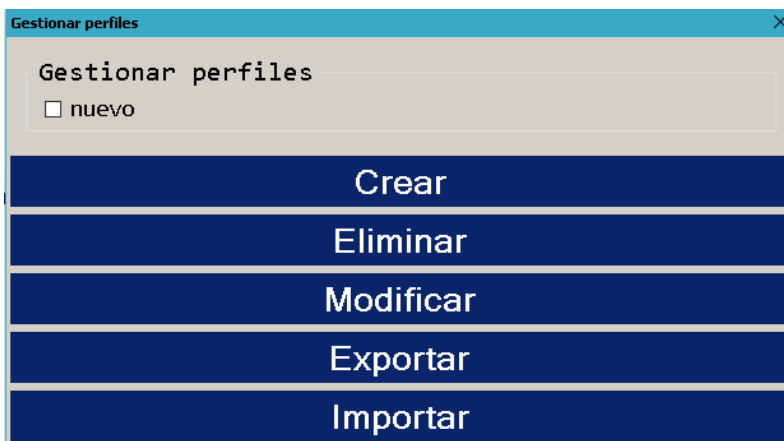 Gestionar perfiles
Gestionar perfiles
nuevo
Crear
Eliminar
Modificar
Exportar
Importar